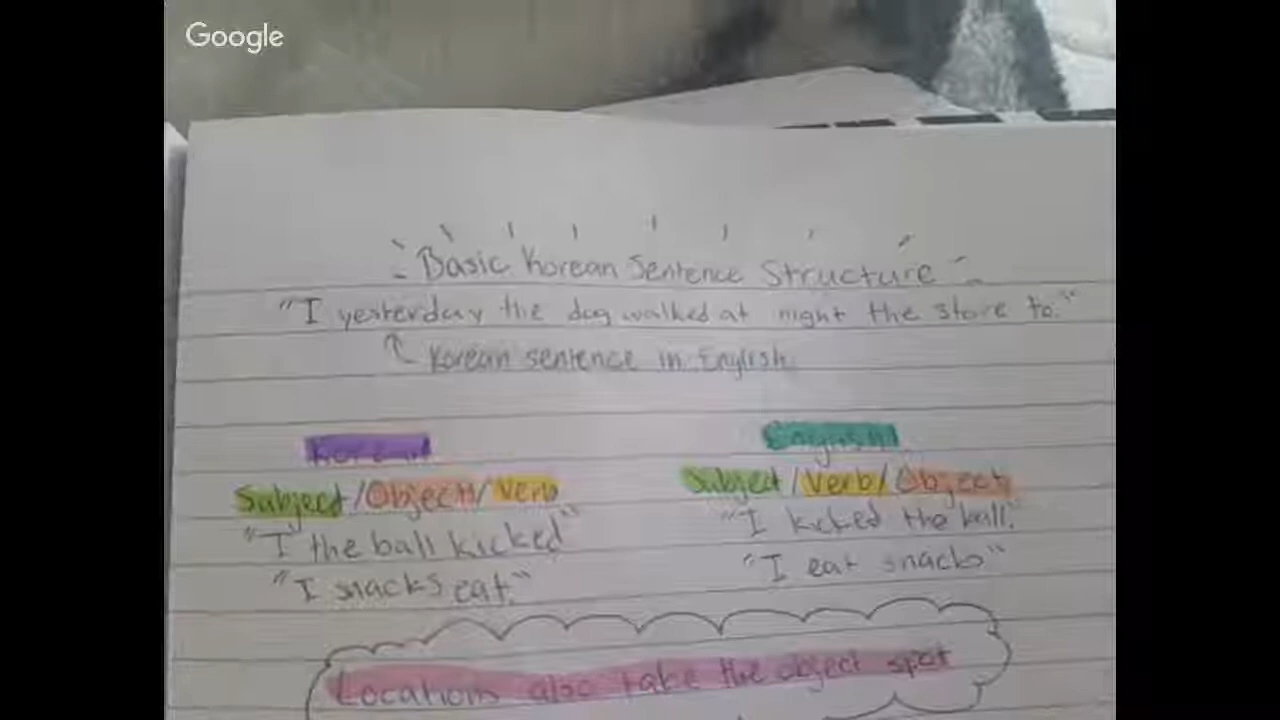 Google
Basic Korean Sentence Structure
"I yesterday the dog walked at night the store to."
Korean sentence in English
Korean English
Subject/Object/Verb Subject/Verb/Object
"I the ball kicked" "I kicked the ball."
"I snacks eat." "I eat snacks"
Locations also take the object spot